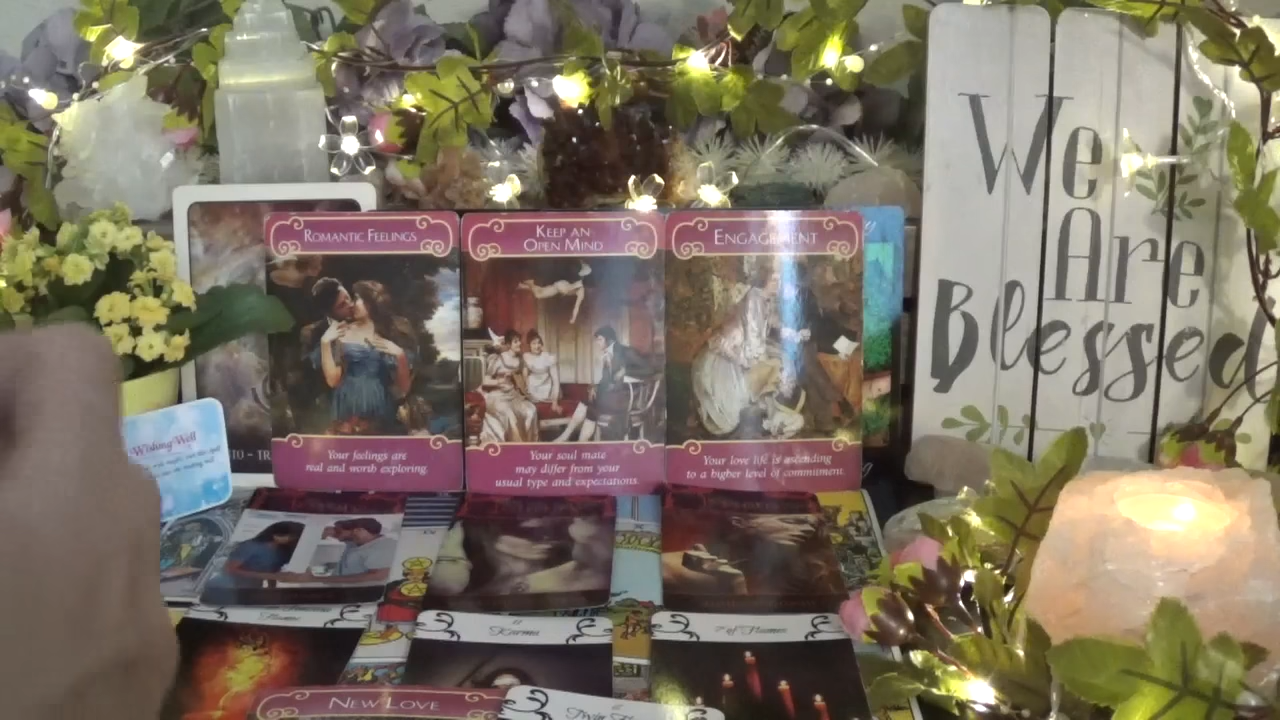 We
Are
Blessed
ROMANTIC FEELINGS
Your feelings are
real and worth exploring.
KEEP AN
OPEN MIND
Your soul mate
may differ from your
usual type and expectations.
ENGAGEMENT
Your love life is ascending
to a higher level of commitment.
Wishing Well
Karma
7 of Flames
NEW LOVE